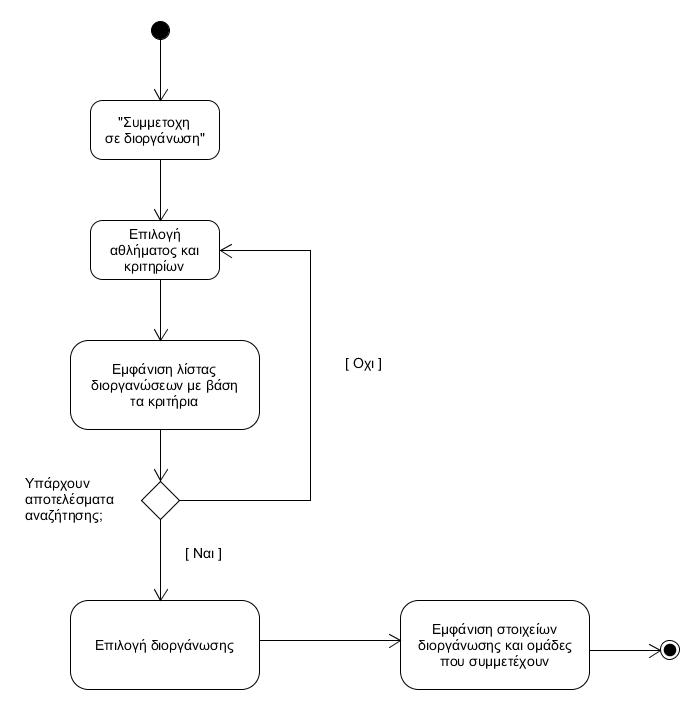 "Συμμετοχη
σε διοργάνωση"
Επιλογή
αθλήματος και
κριτηρίων
Εμφάνιση λίστας
διοργανώσεων με βάση
τα κριτήρια
[ Οχι ]
Υπάρχουν
αποτελέσματα
αναζήτησης;
[ Ναι ]
Επιλογή διοργάνωσης
Εμφάνιση στοιχείων
διοργάνωσης και ομάδες
που συμμετέχουν